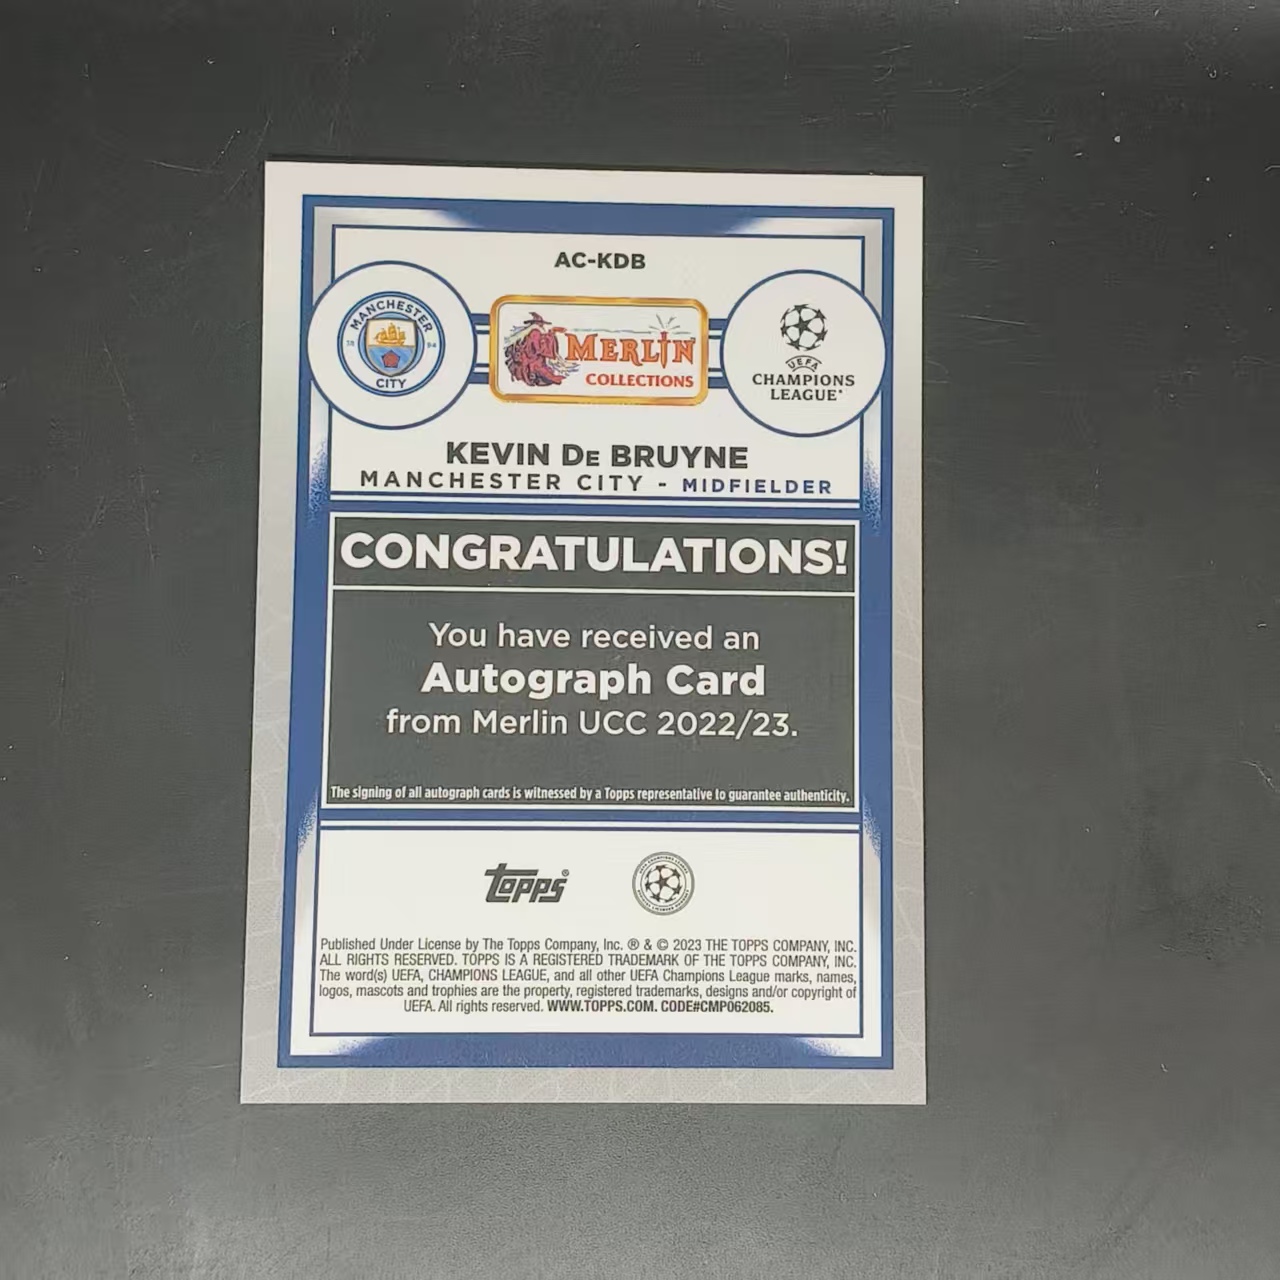 AC-KDB
MANCHESTER
18 94
CITY
MERLIN
COLLECTIONS
UEFA
CHAMPIONS
LEAGUE
KEVIN DE BRUYNE
MANCHESTER CITY - MIDFIELDER
CONGRATULATIONS!
You have received an
Autograph Card
from Merlin UCC 2022/23.
The signing of all autograph cards is witnessed by a Topps representative to guarantee authenticity.
topps®
Published Under License by The Topps Company, Inc. ® & © 2023 THE TOPPS COMPANY, INC.
ALL RIGHTS RESERVED. TOPPS IS A REGISTERED TRADEMARK OF THE TOPPS COMPANY, INC.
The word(s) UEFA, CHAMPIONS LEAGUE, and all other UEFA Champions League marks, names,
logos, mascots and trophies are the property, registered trademarks, designs and/or copyright of
UEFA. All rights reserved. WWW.TOPPS.COM. CODE#CMP062085.